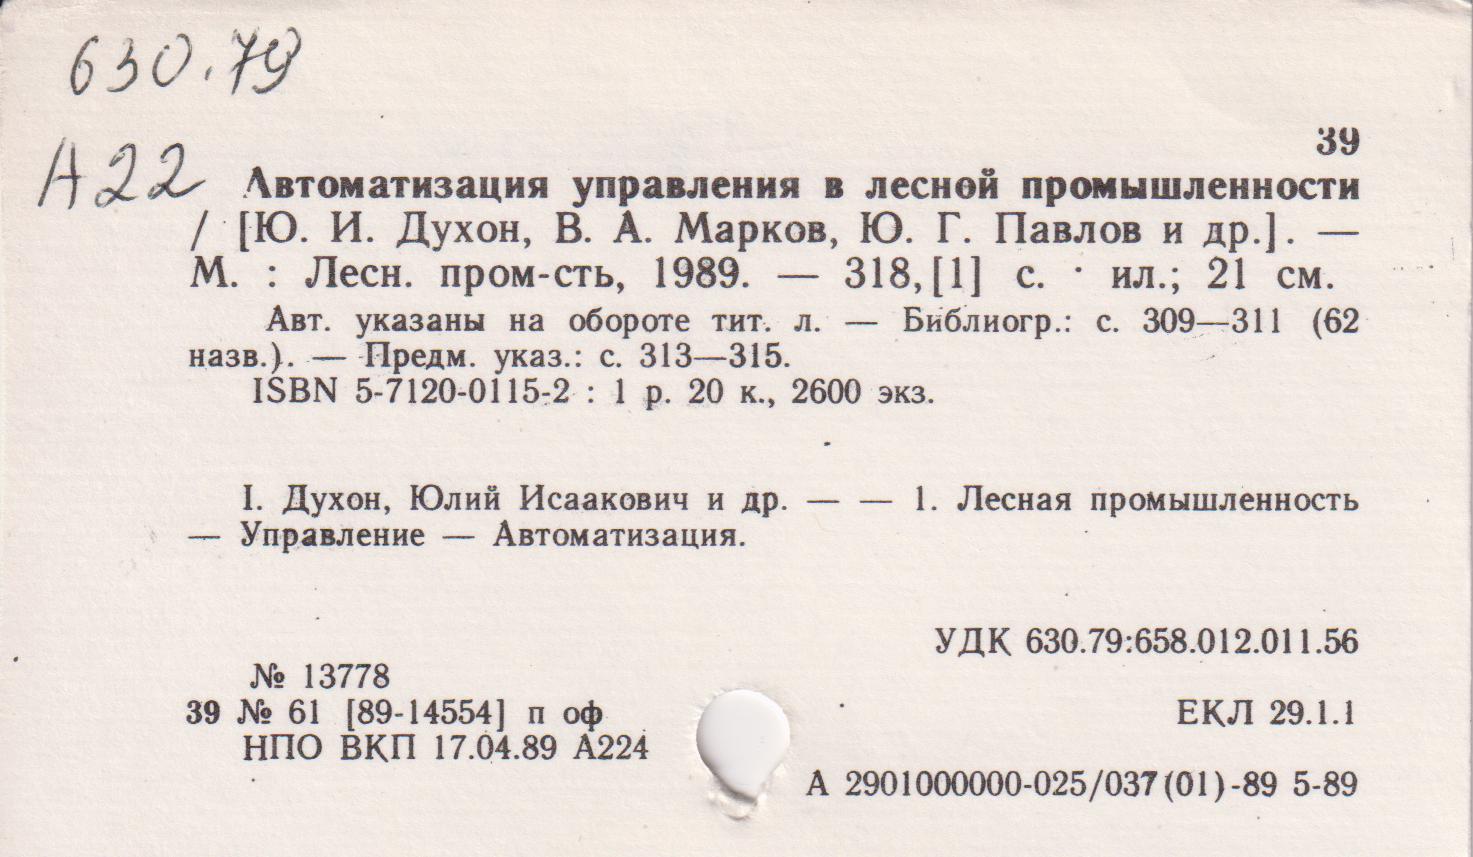 630.79
А22
39
Автоматизация управления в лесной промышленности
/ [Ю. И. Духон, В. А. Марков, Ю. Г. Павлов и др.]. —
М. : Лесн. пром-сть, 1989. — 318, [1] с. : ил.; 21 см.
Авт. указаны на обороте тит. л. — Библиогр.: с. 309—311 (62
назв.). — Предм. указ.: с. 313—315.
ISBN 5-7120-0115-2 : 1 р. 20 к., 2600 экз.
I. Духон, Юлий Исаакович и др. — — 1. Лесная промышленность
— Управление — Автоматизация.
УДК 630.79:658.012.011.56
№ 13778
39 № 61 [89-14554] п оф
ЕКЛ 29.1.1
НПО ВКП 17.04.89 А224
А 2901000000-025/037(01)-89 5-89